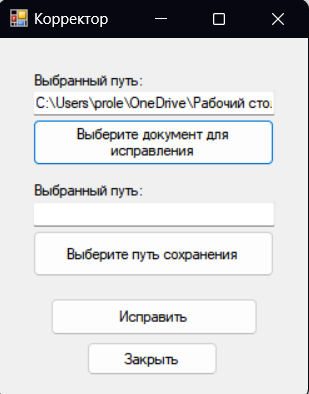 Корректор
Выбранный путь:
C:\Users\prole\OneDrive\Рабочий сто
Выберите документ для
исправления
Выбранный путь:
Выберите путь сохранения
Исправить
Закрыть